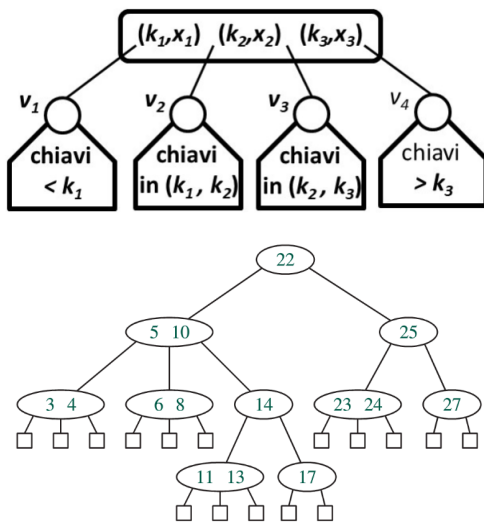 (k₁,x₁) (k₂,x₂) (k₃,x₃)
v₁ v₂ v₃ v₄
chiavi chiavi chiavi chiavi
< k₁ in (k₁ , k₂) in (k₂ , k₃) > k₃
22
5 10 25
3 4 6 8 14 23 24 27
11 13 17